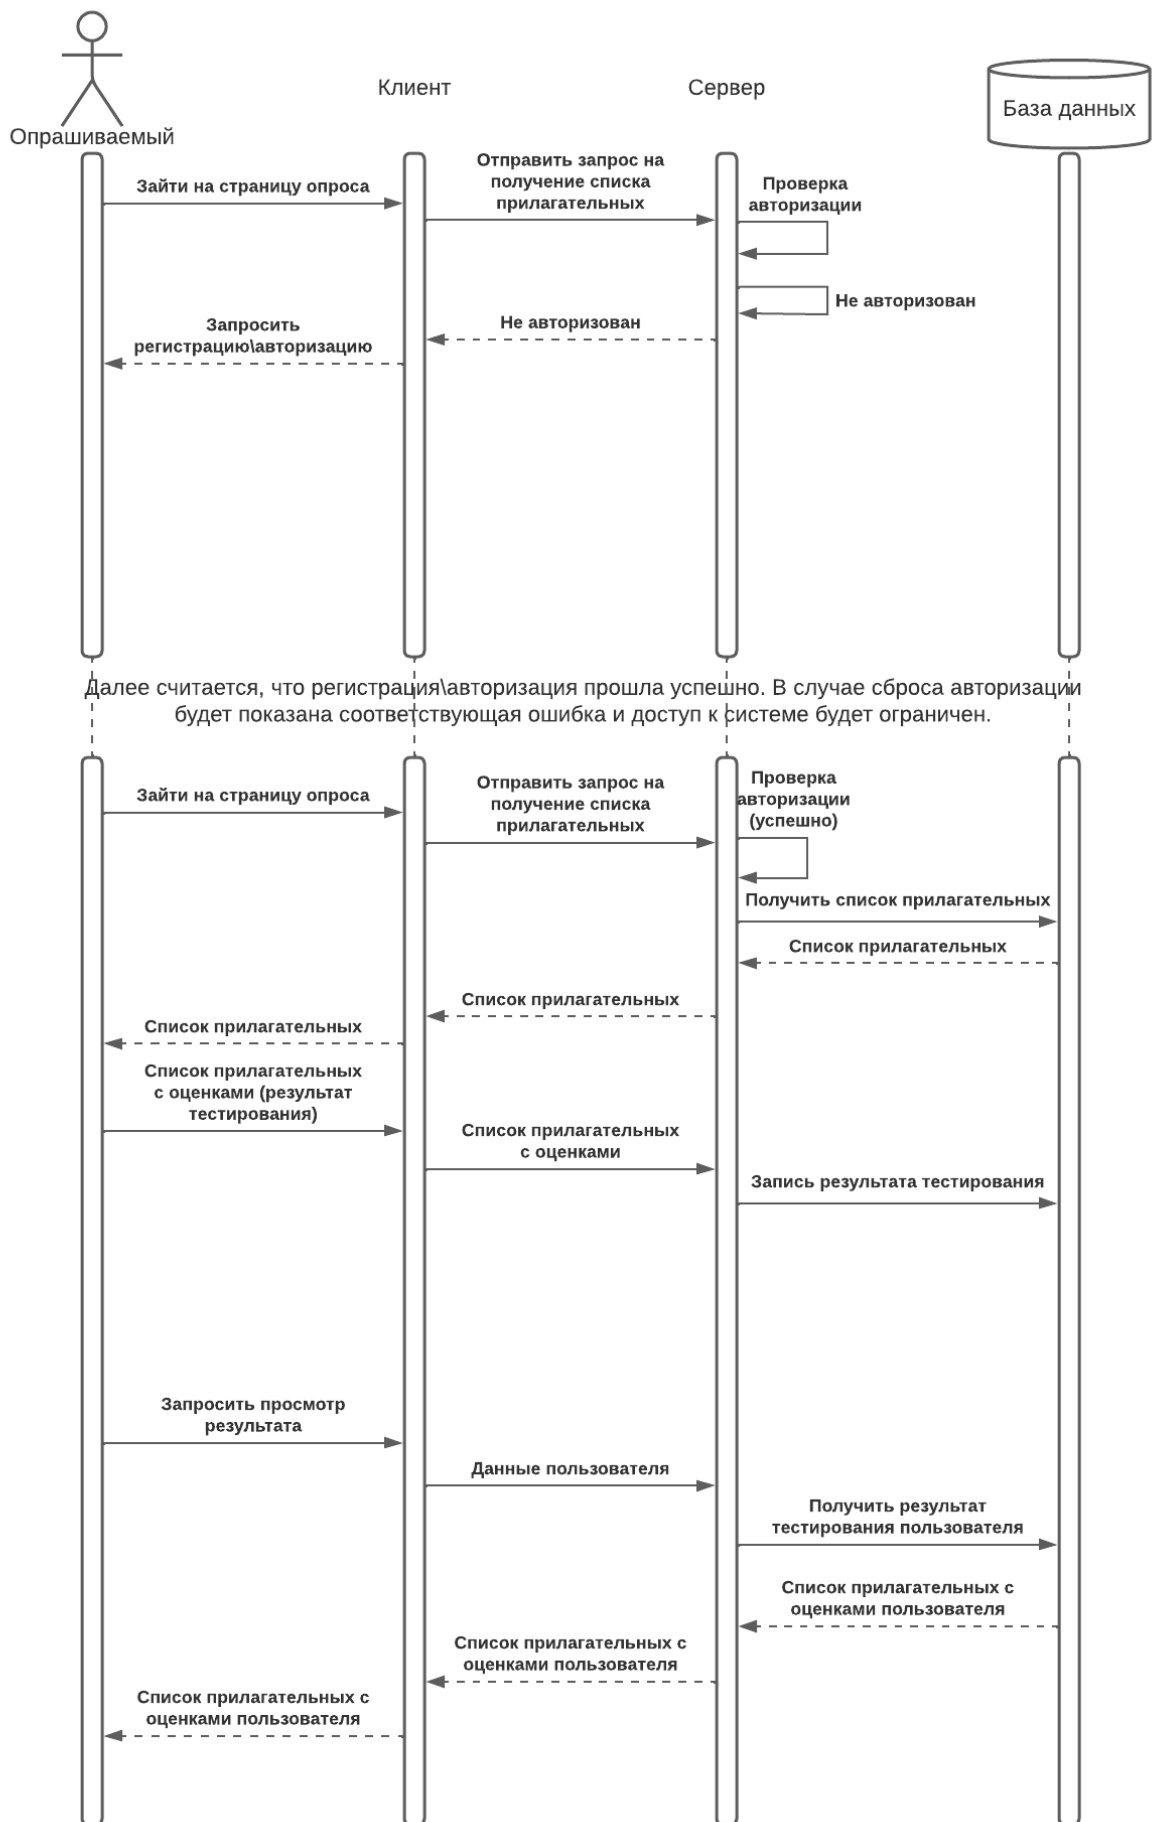 Опрашиваемый
Клиент
Сервер
База данных
Зайти на страницу опроса
Отправить запрос на
получение списка
прилагательных
Проверка
авторизации
Не авторизован
Не авторизован
Запросить
регистрацию\авторизацию
Далее считается, что регистрация\авторизация прошла успешно. В случае сброса авторизации
будет показана соответствующая ошибка и доступ к системе будет ограничен.
Зайти на страницу опроса
Отправить запрос на
получение списка
прилагательных
Проверка
авторизации
(успешно)
Получить список прилагательных
Список прилагательных
Список прилагательных
Список прилагательных
Список прилагательных
с оценками (результат
тестирования)
Список прилагательных
с оценками
Запись результата тестирования
Запросить просмотр
результата
Данные пользователя
Получить результат
тестирования пользователя
Список прилагательных с
оценками пользователя
Список прилагательных с
оценками пользователя
Список прилагательных с
оценками пользователя